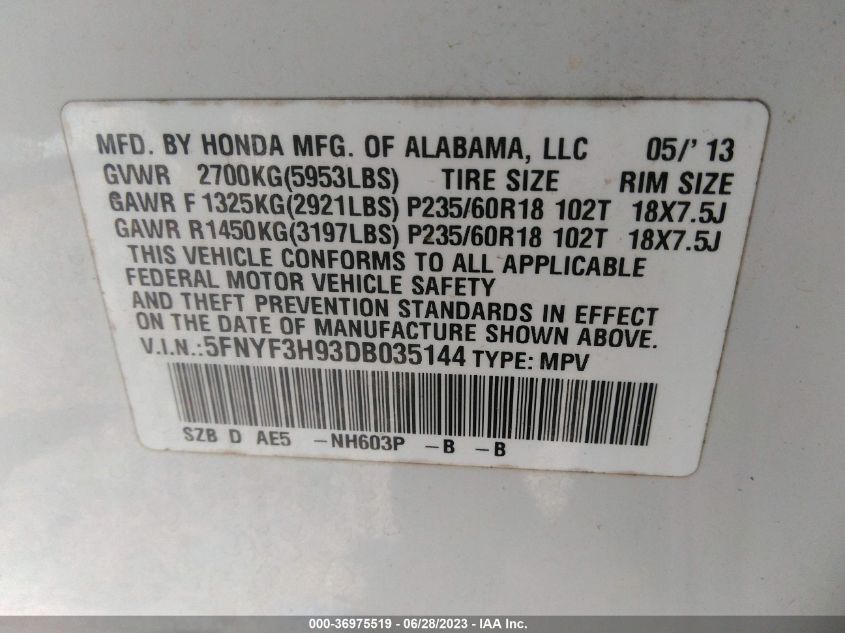 MFD. BY HONDA MFG. OF ALABAMA, LLC 05/' 13
GVWR 2700KG(5953LBS) TIRE SIZE RIM SIZE
GAWR F 1325KG(2921LBS) P235/60R18 102T 18X7.5J
GAWR R1450KG(3197LBS) P235/60R18 102T 18X7.5J
THIS VEHICLE CONFORMS TO ALL APPLICABLE
FEDERAL MOTOR VEHICLE SAFETY
AND THEFT PREVENTION STANDARDS IN EFFECT
ON THE DATE OF MANUFACTURE SHOWN ABOVE.
V.I.N.:5FNYF3H93DB035144 TYPE: MPV
SZB D AE5 -NH603P -B -B
000-36975519 - 06/28/2023 - IAA Inc.